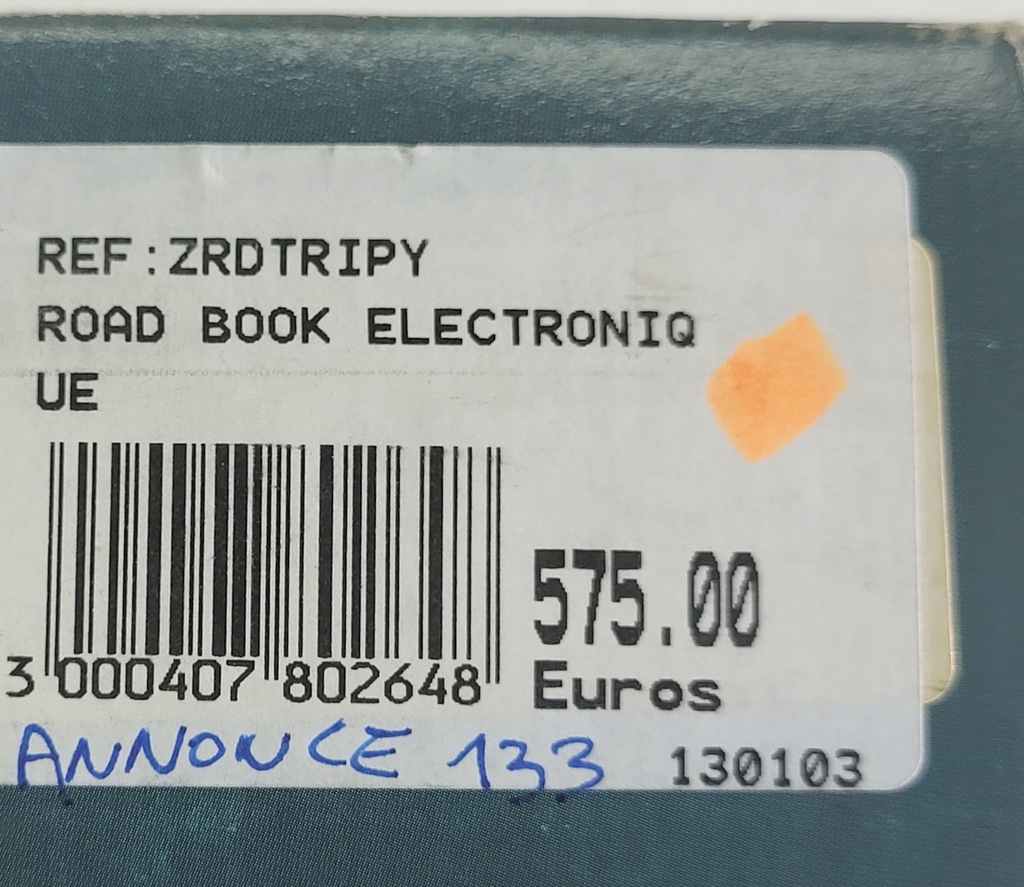 REF:ZRDTRIPY
ROAD BOOK ELECTRONIQ
UE
575.00
Euros
3 000407 802648
ANNONCE 133
130103